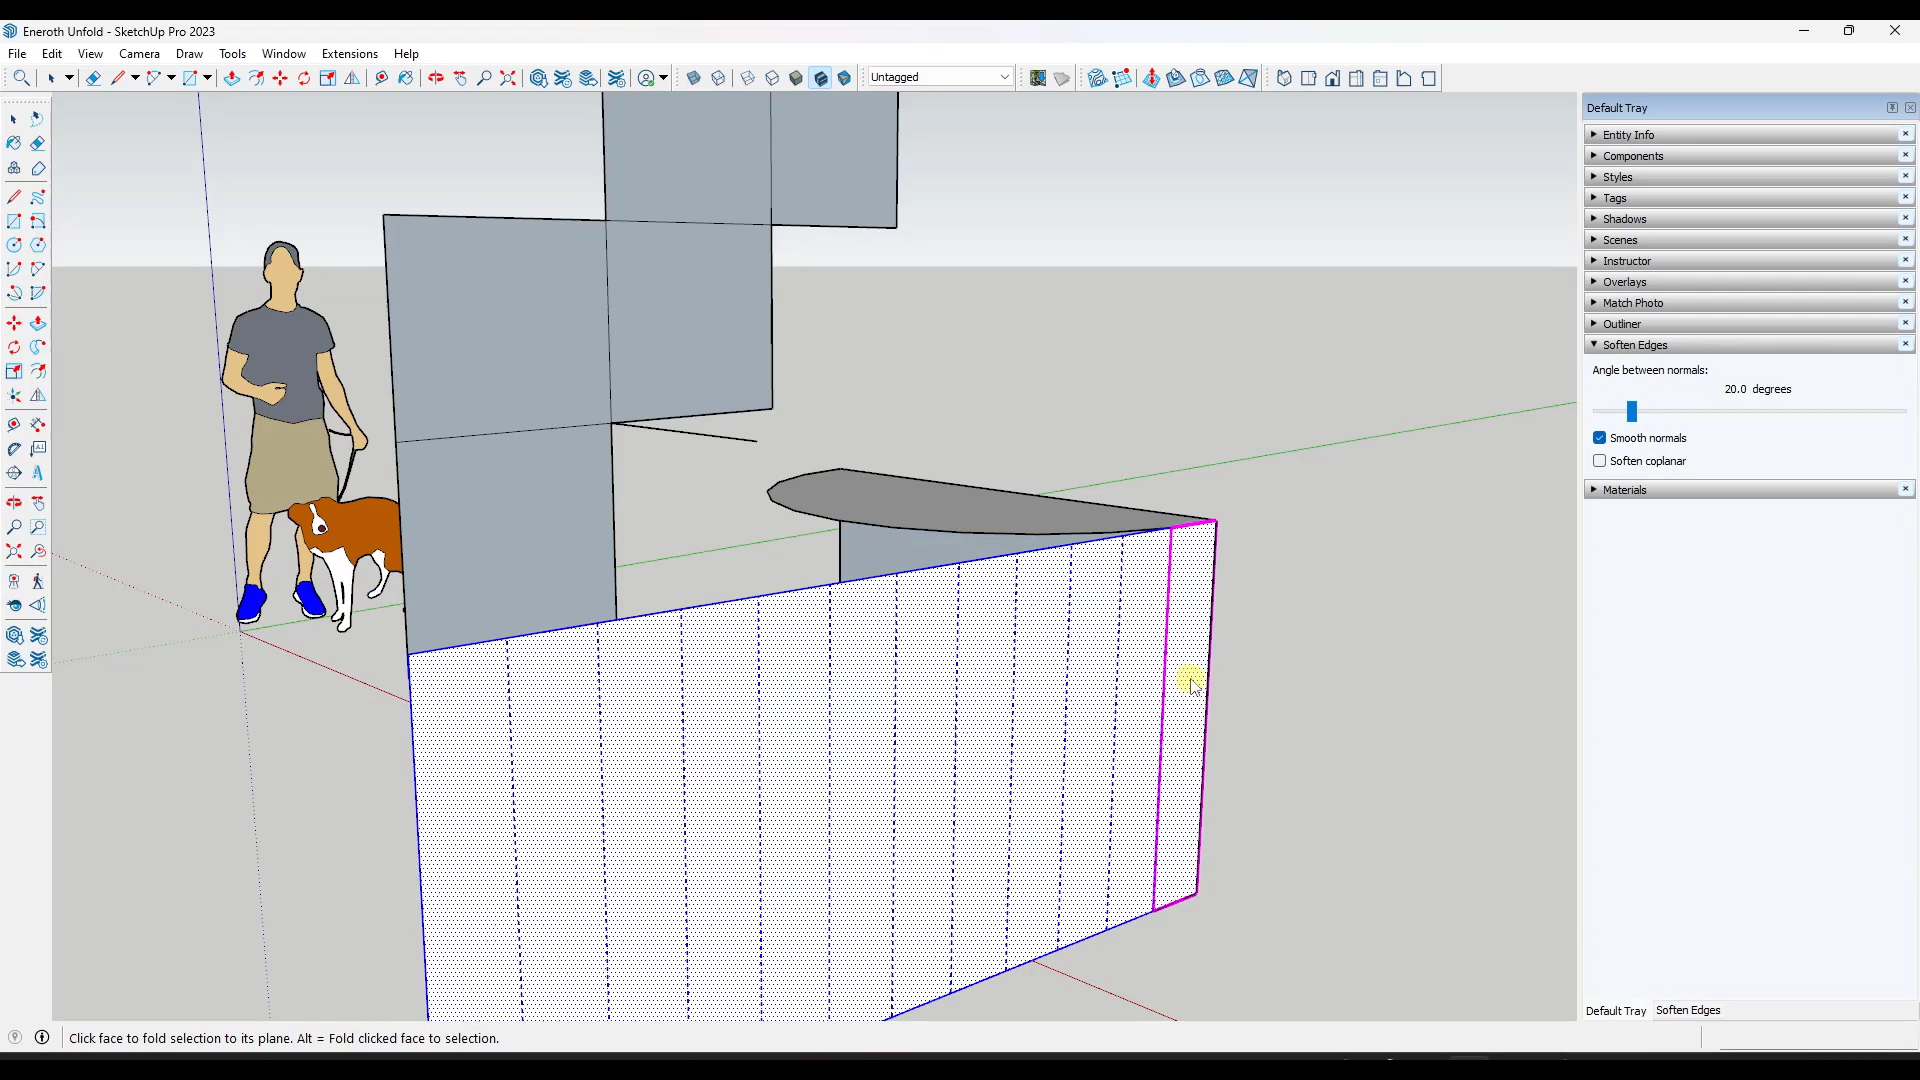 Eneroth Unfold - SketchUp Pro 2023
File Edit View Camera Draw Tools Window Extensions Help
Untagged
Default Tray
Entity Info
Components
Styles
Tags
Shadows
Scenes
Instructor
Overlays
Match Photo
Outliner
Soften Edges
Angle between normals:
20.0 degrees
Smooth normals
Soften coplanar
Materials
Default Tray Soften Edges
Click face to fold selection to its plane. Alt = Fold clicked face to selection.